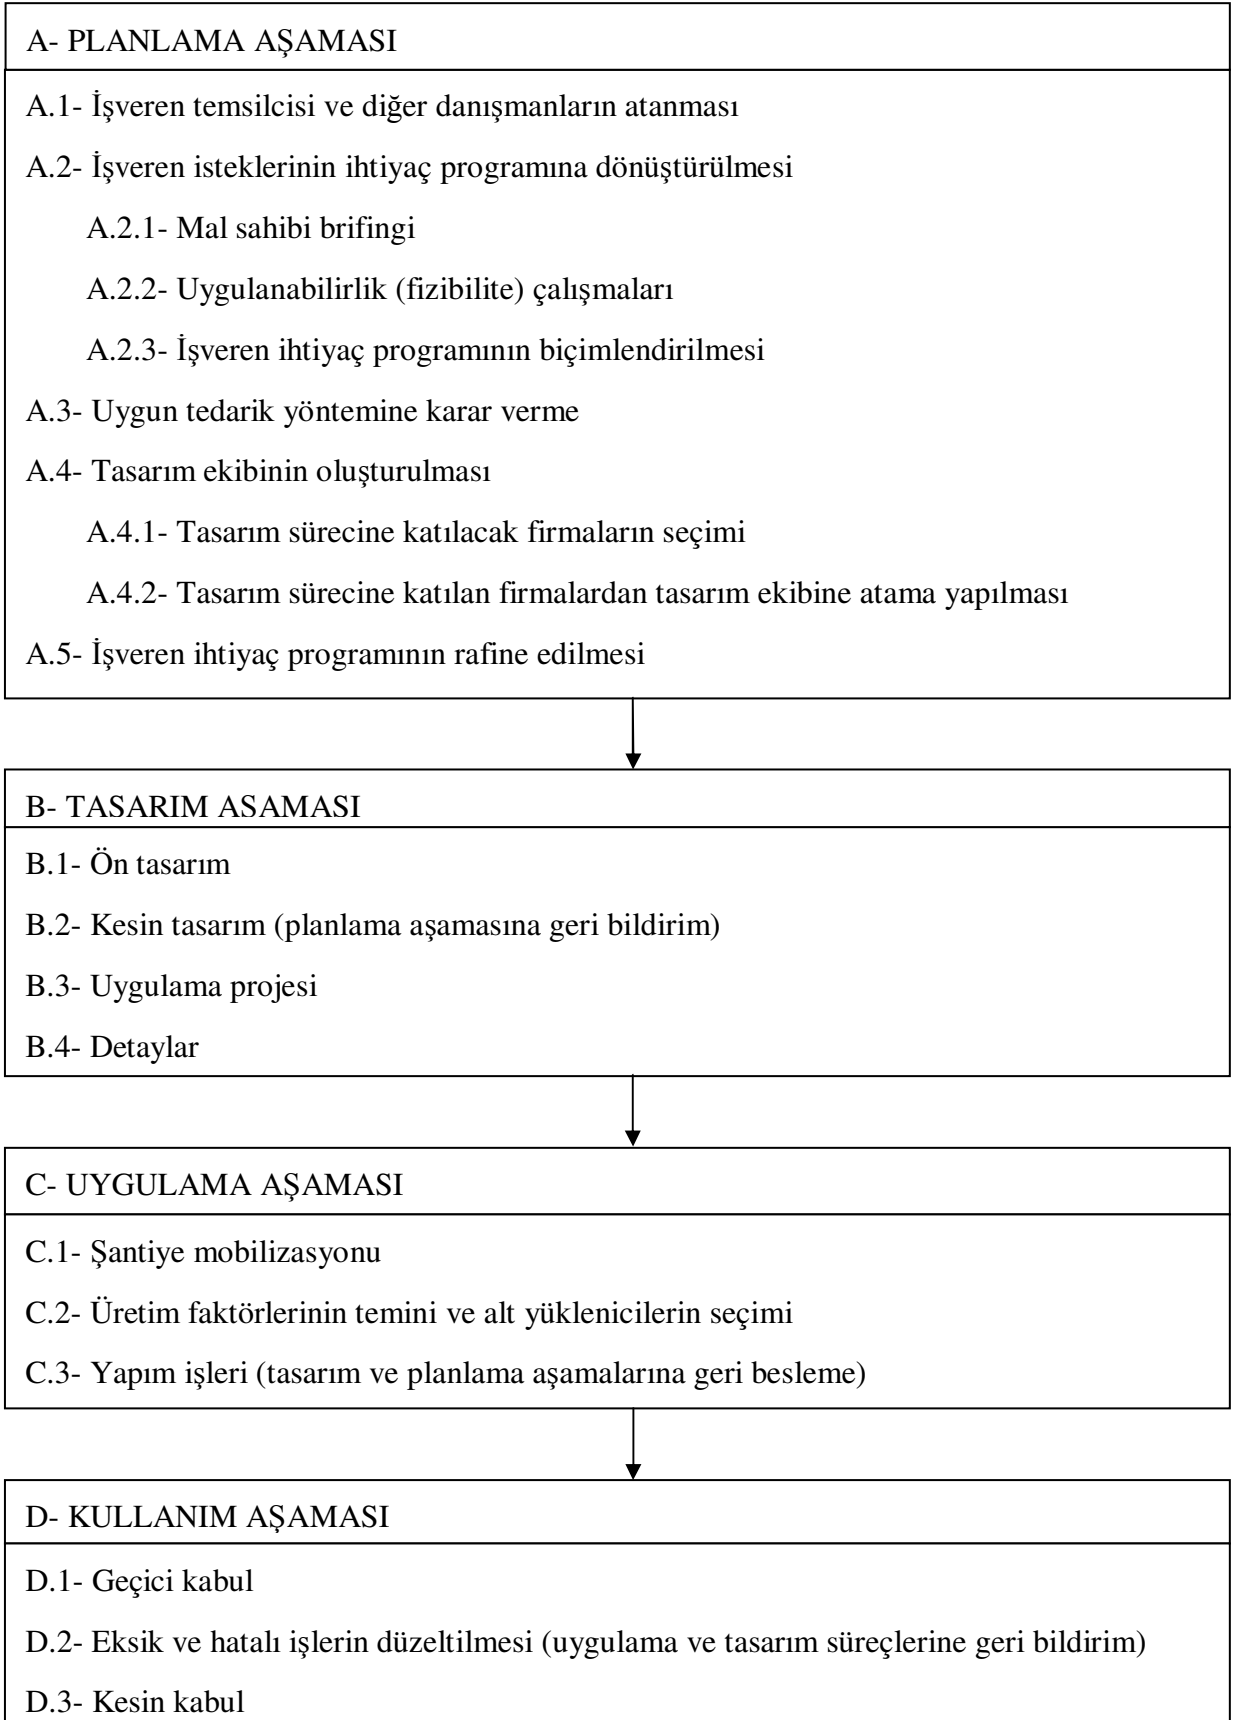 A- PLANLAMA AŞAMASI
A.1- İşveren temsilcisi ve diğer danışmanların atanması
A.2- İşveren isteklerinin ihtiyaç programına dönüştürülmesi
A.2.1- Mal sahibi brifingi
A.2.2- Uygulanabilirlik (fizibilite) çalışmaları
A.2.3- İşveren ihtiyaç programının biçimlendirilmesi
A.3- Uygun tedarik yöntemine karar verme
A.4- Tasarım ekibinin oluşturulması
A.4.1- Tasarım sürecine katılacak firmaların seçimi
A.4.2- Tasarım sürecine katılan firmalardan tasarım ekibine atama yapılması
A.5- İşveren ihtiyaç programının rafine edilmesi
B- TASARIM ASAMASI
B.1- Ön tasarım
B.2- Kesin tasarım (planlama aşamasına geri bildirim)
B.3- Uygulama projesi
B.4- Detaylar
C- UYGULAMA AŞAMASI
C.1- Şantiye mobilizasyonu
C.2- Üretim faktörlerinin temini ve alt yüklenicilerin seçimi
C.3- Yapım işleri (tasarım ve planlama aşamalarına geri besleme)
D- KULLANIM AŞAMASI
D.1- Geçici kabul
D.2- Eksik ve hatalı işlerin düzeltilmesi (uygulama ve tasarım süreçlerine geri bildirim)
D.3- Kesin kabul